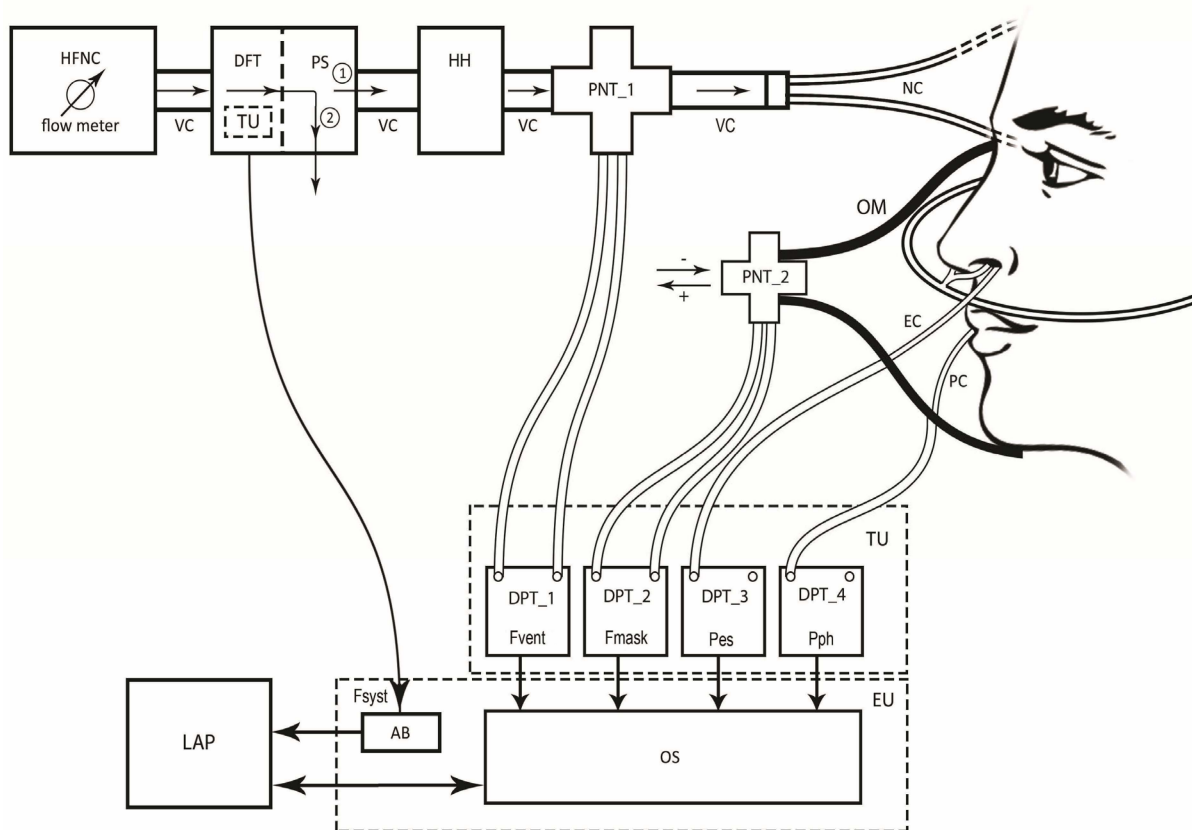 HFNC
flow meter
VC
DFT
TU
PS
1
2
VC
HH
VC
PNT_1
VC
NC
OM
PNT_2
-
+
EC
PC
TU
DPT_1
Fvent
DPT_2
Fmask
DPT_3
Pes
DPT_4
Pph
Fsyst
EU
AB
LAP
OS